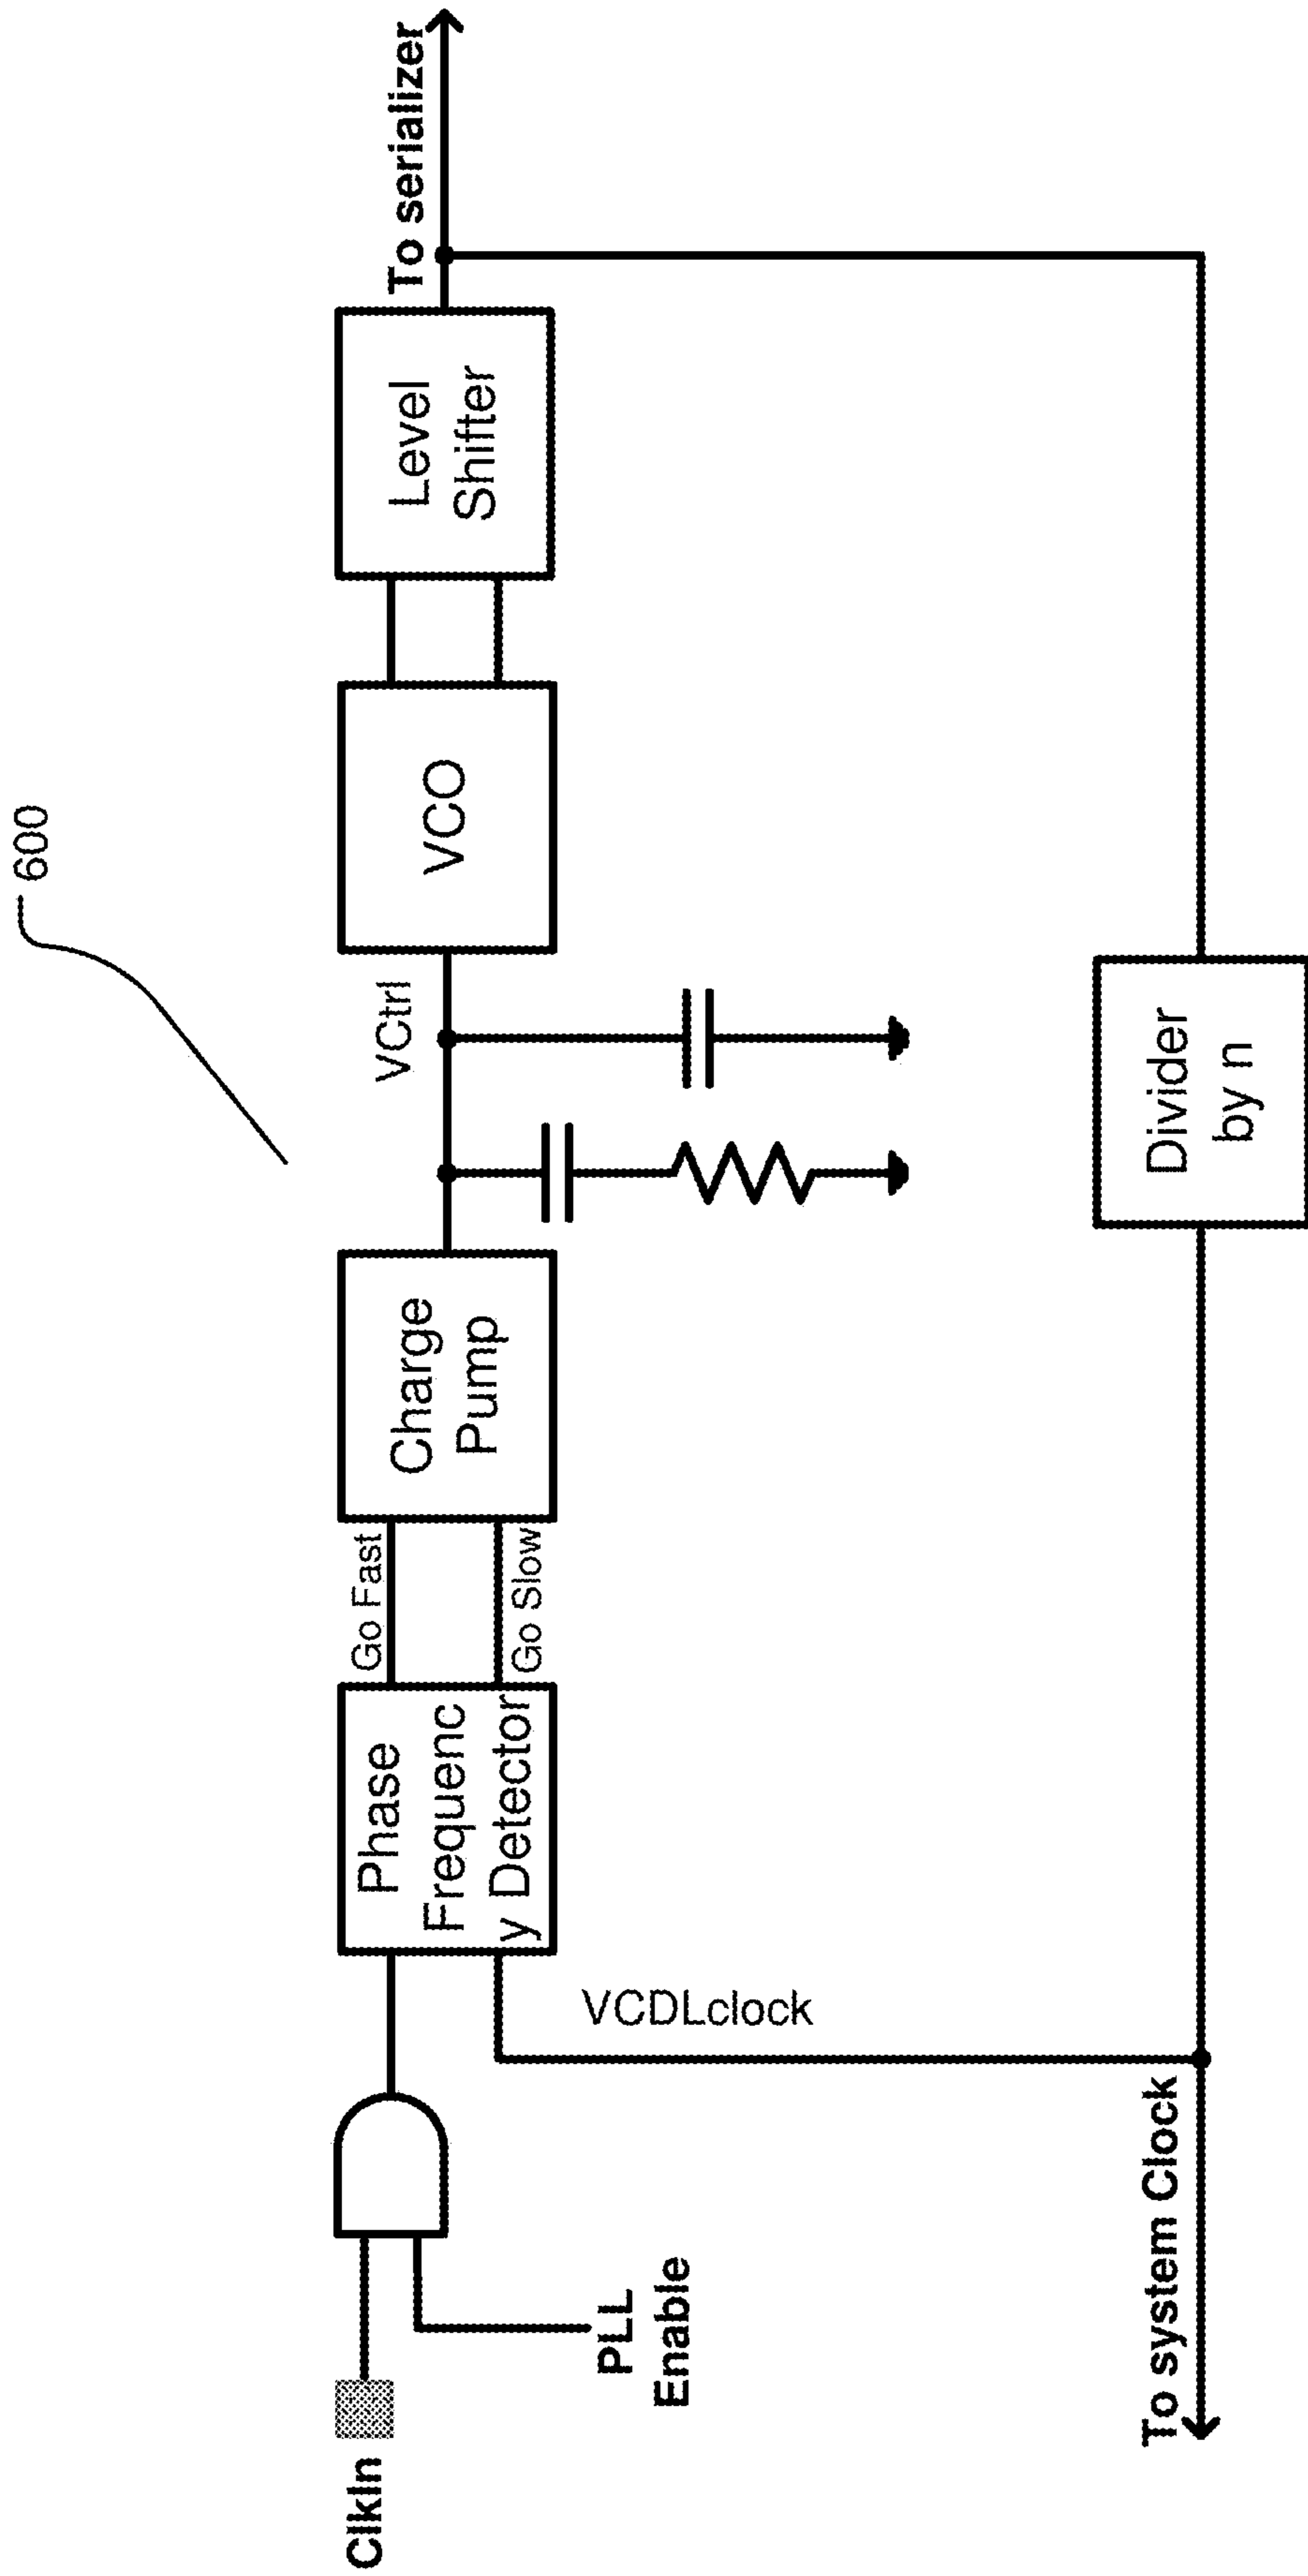 600
To serializer
Level
Shifter
VCO
VCtrl
Charge
Pump
Go Fast
Go Slow
Phase
Frequenc
y Detector
VCDLclock
ClkIn
PLL
Enable
Divider
by n
To system Clock